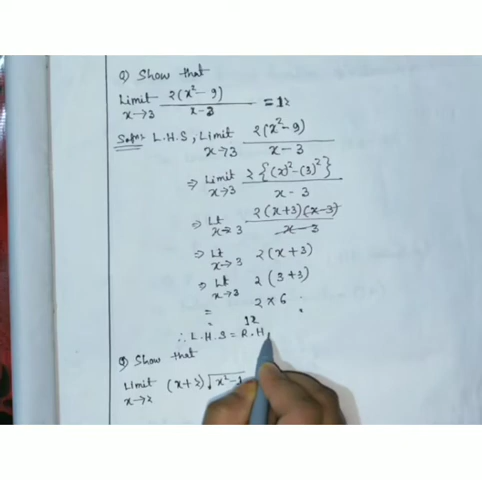 Q) Show that
Limit x→3 2(x²-9)/x-3 = 12
Soln:- L.H.S, Limit x→3 2(x²-9)/x-3
⇒ Limit x→3 2{(x)²-(3)²}/x-3
⇒ Lt x→3 2(x+3)(x-3)/x-3
⇒ Lt x→3 2(x+3)
⇒ Lt x→3 2(3+3)
= 2×6
12
∴ L.H.S = R.H
Q) Show that
Limit x→2 (x+2)√x²-